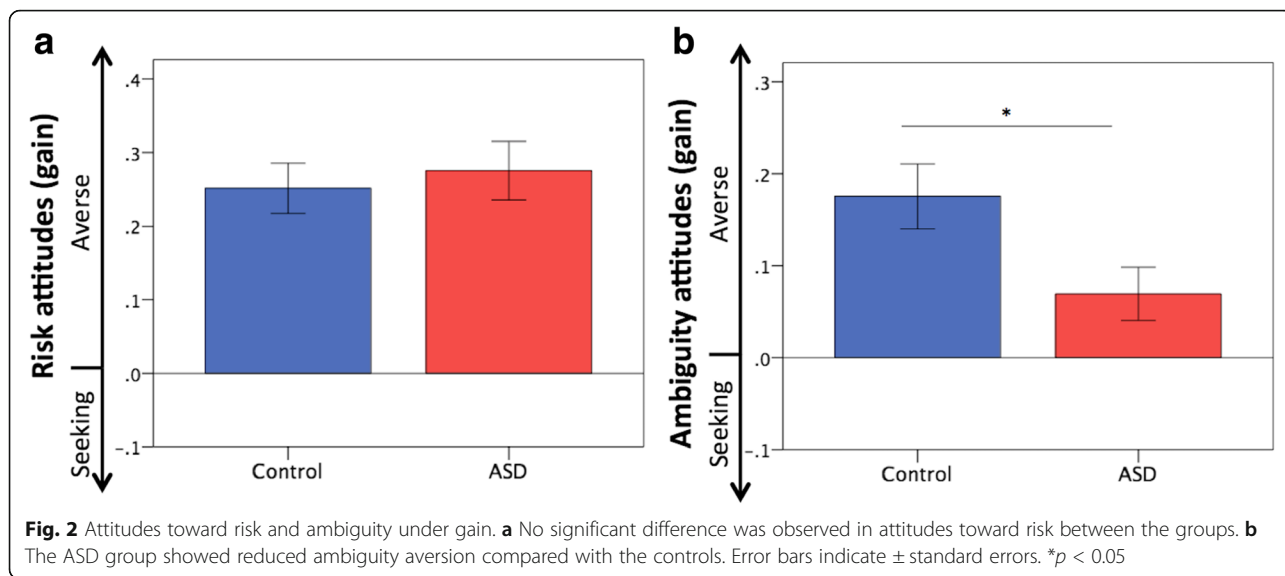 a
Risk attitudes (gain)
Averse
Seeking
.4
.3
.2
.1
.0
-.1
Control ASD
b
Ambiguity attitudes (gain)
Averse
Seeking
.3
.2
.1
.0
-.1
*
Control ASD
Fig. 2 Attitudes toward risk and ambiguity under gain. a No significant difference was observed in attitudes toward risk between the groups. b
The ASD group showed reduced ambiguity aversion compared with the controls. Error bars indicate ± standard errors. *p < 0.05